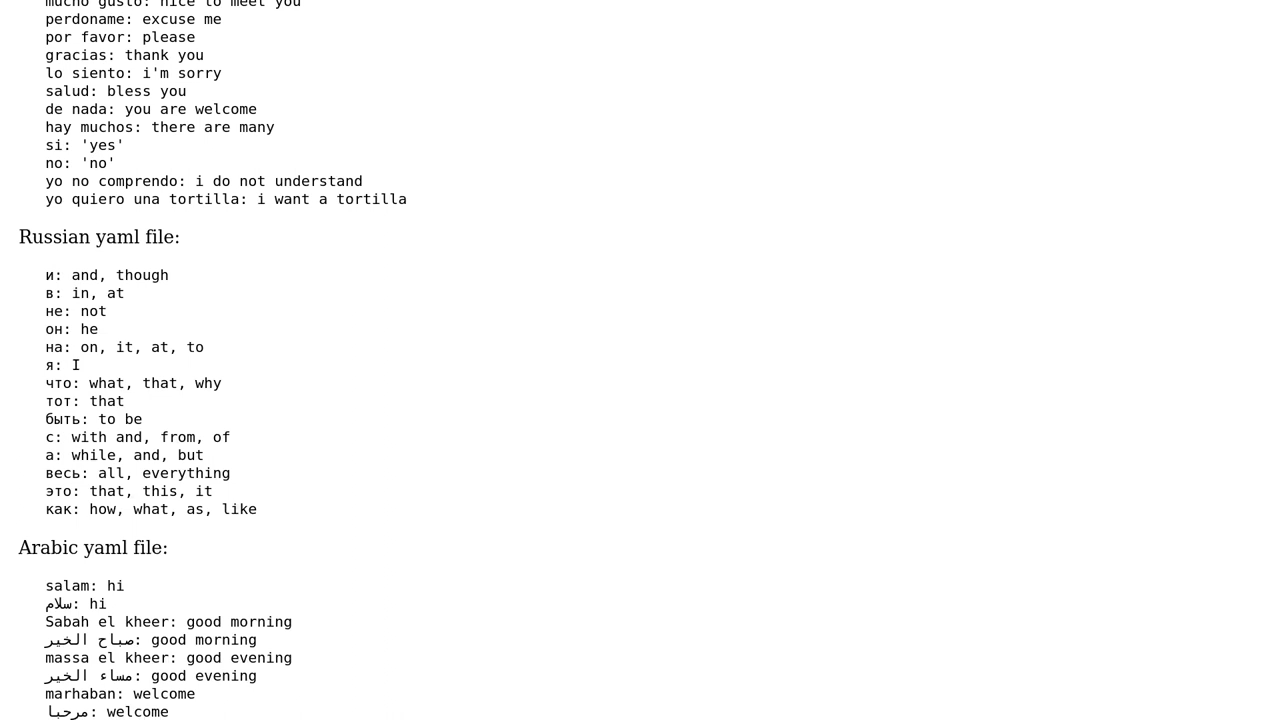 mucho gusto: nice to meet you
perdoname: excuse me
por favor: please
gracias: thank you
lo siento: i'm sorry
salud: bless you
de nada: you are welcome
hay muchos: there are many
si: 'yes'
no: 'no'
yo no comprendo: i do not understand
yo quiero una tortilla: i want a tortilla
Russian yaml file:
и: and, though
в: in, at
не: not
он: he
на: on, it, at, to
я: I
что: what, that, why
тот: that
быть: to be
с: with and, from, of
а: while, and, but
весь: all, everything
это: that, this, it
как: how, what, as, like
Arabic yaml file:
salam: hi
سلام: hi
Sabah el kheer: good morning
صباح الخير: good morning
massa el kheer: good evening
مساء الخير: good evening
marhaban: welcome
مرحبا: welcome